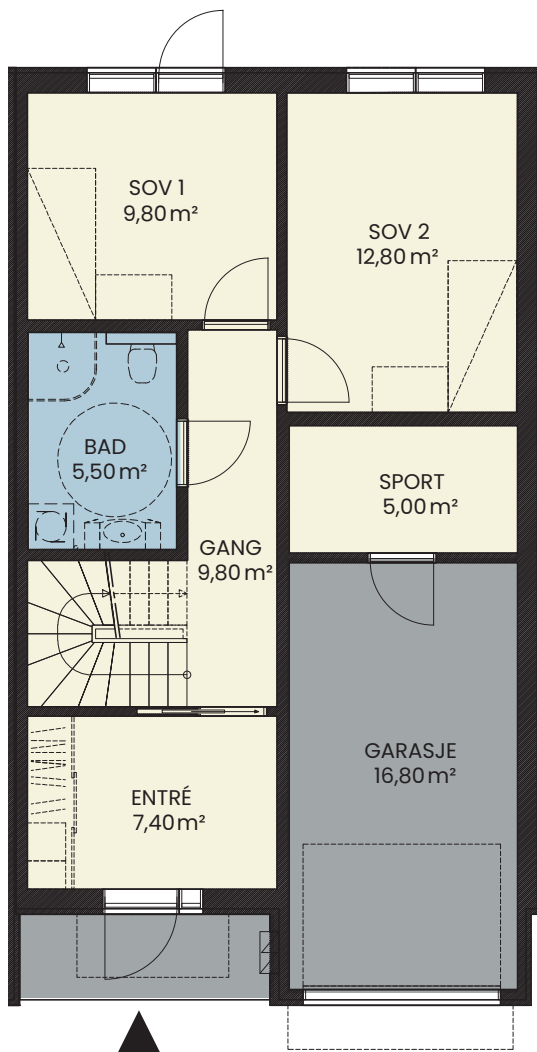 SOV 1
9,80 m²
SOV 2
12,80 m²
BAD
5,50 m²
SPORT
5,00 m²
GANG
9,80 m²
GARASJE
16,80 m²
ENTRÉ
7,40 m²